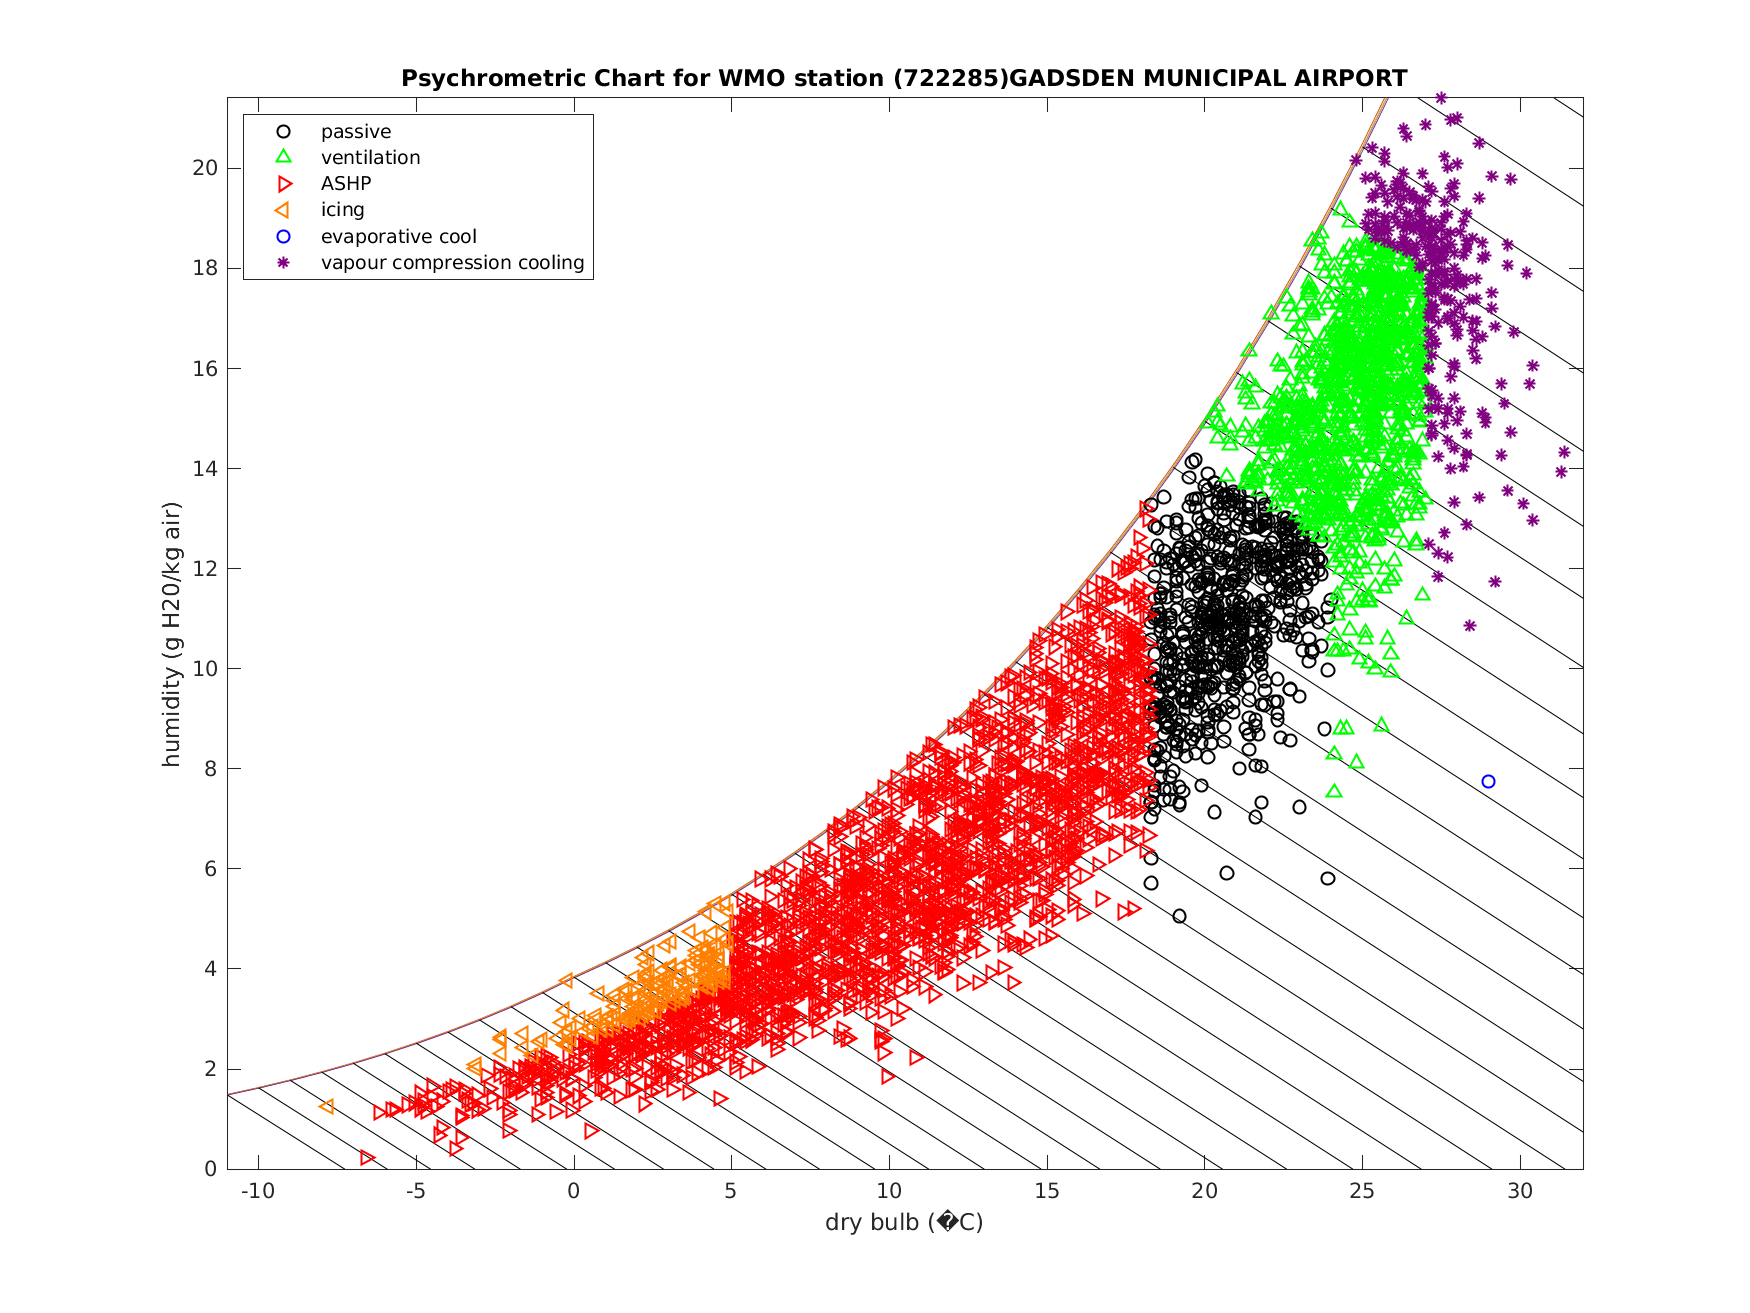 Psychrometric Chart for WMO station (722285)GADSDEN MUNICIPAL AIRPORT
passive
ventilation
ASHP
icing
evaporative cool
vapour compression cooling
humidity (g H20/kg air)
20
18
16
14
12
10
8
6
4
2
0
-10 -5 0 5 10 15 20 25 30
dry bulb (�C)